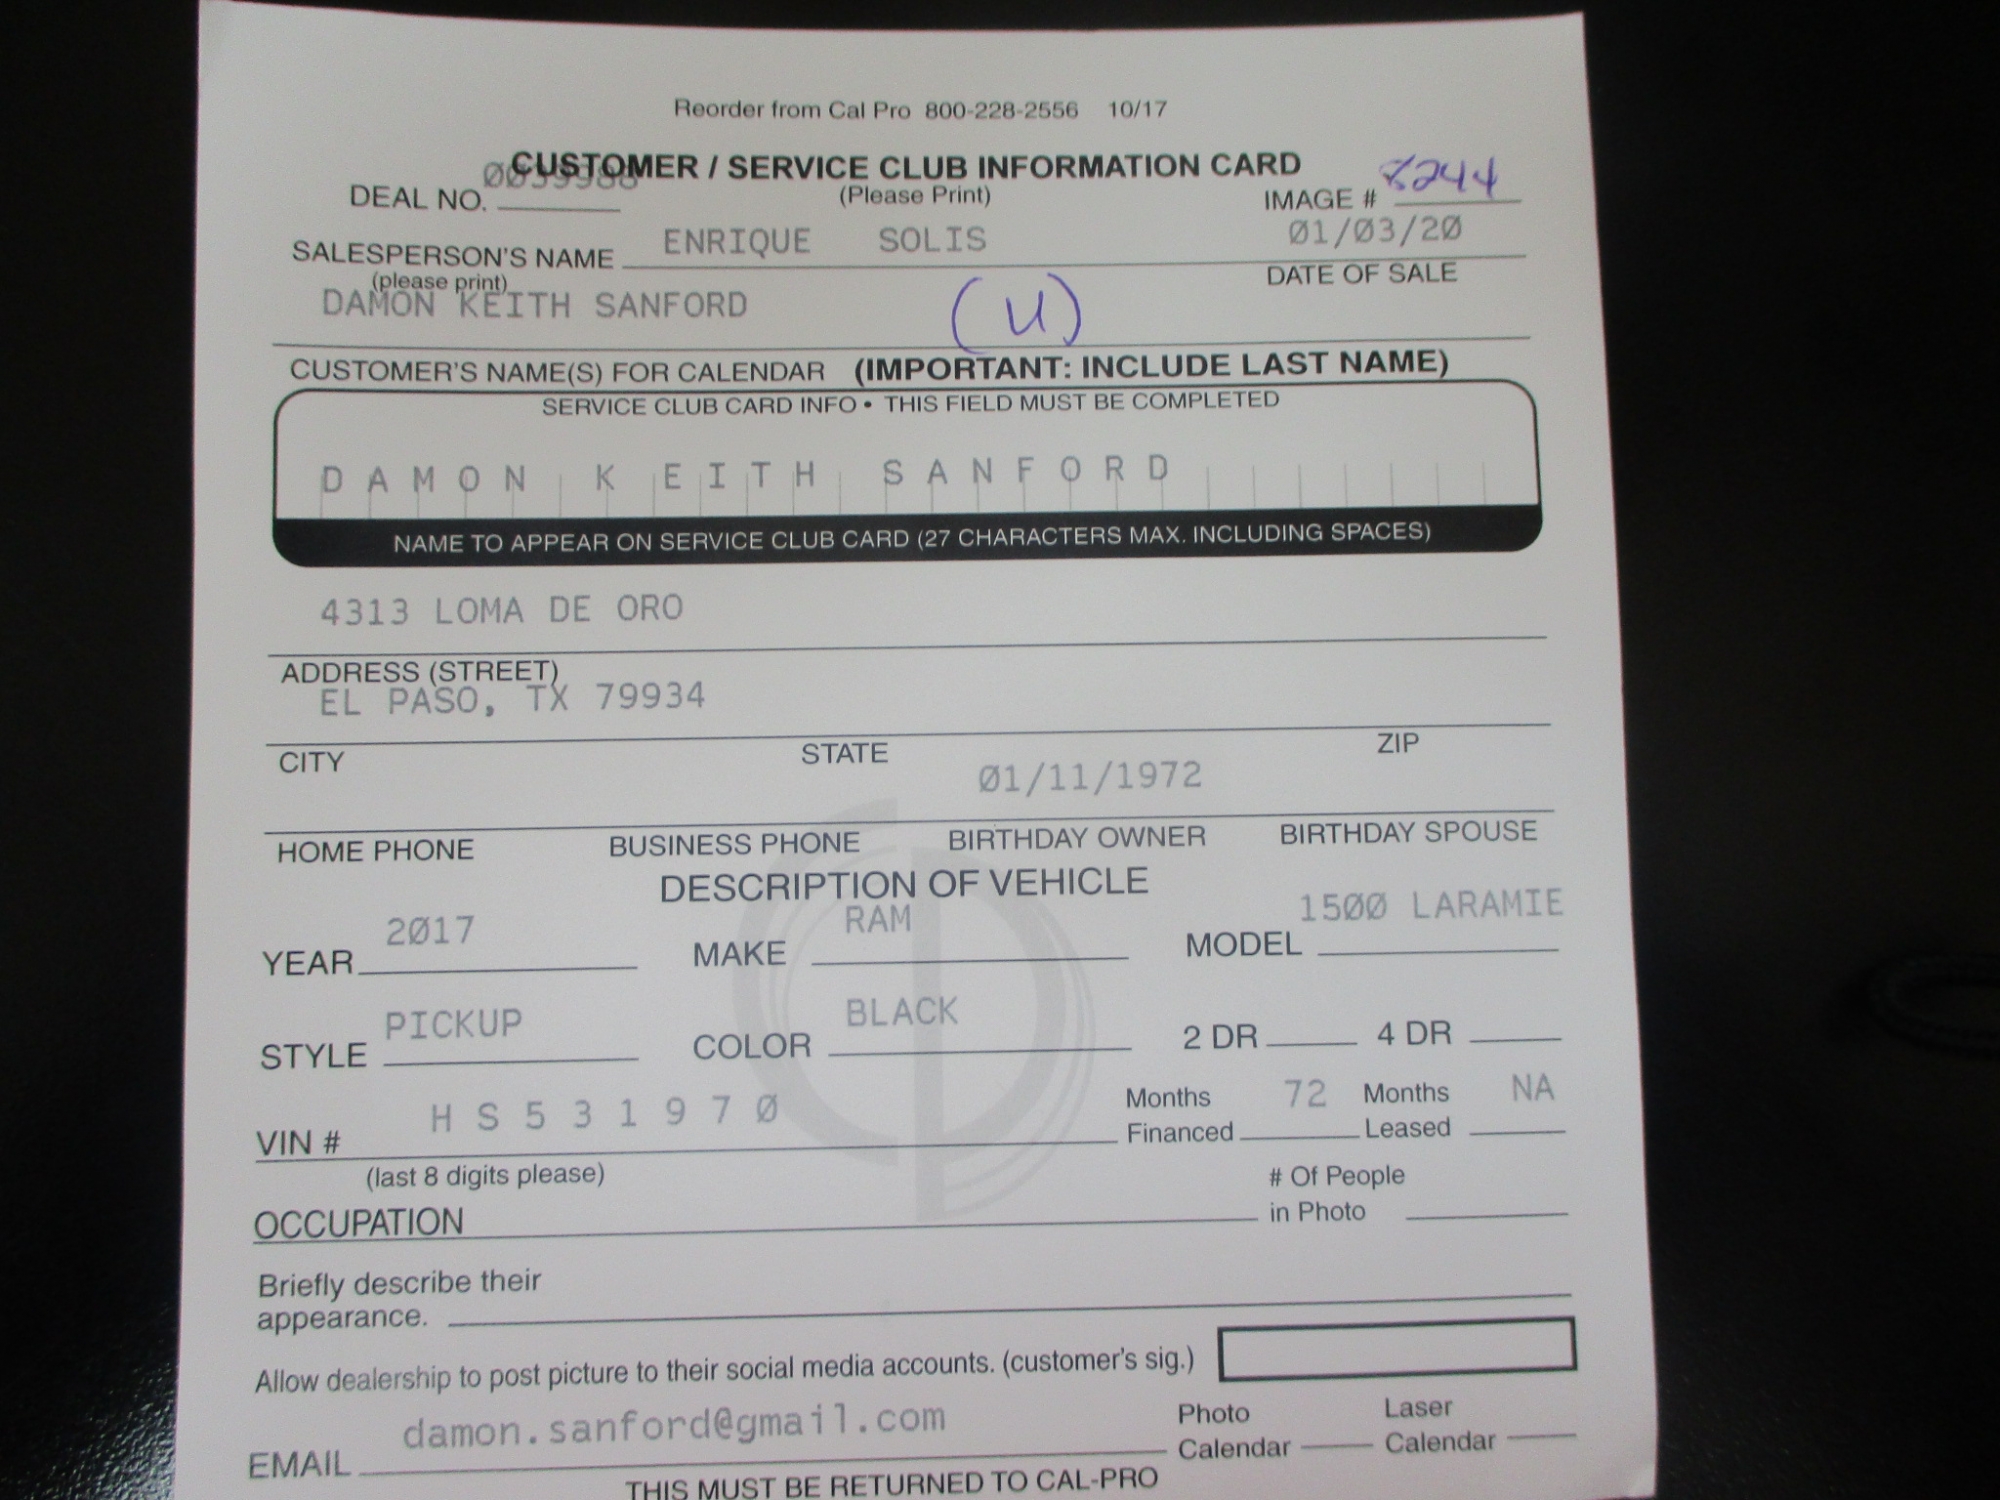 Reorder from Cal Pro 800-228-2556 10/17
CUSTOMER / SERVICE CLUB INFORMATION CARD
DEAL NO. 0039988 (Please Print) IMAGE # 8244
SALESPERSON'S NAME ENRIQUE SOLIS 01/03/20
(please print) DATE OF SALE
DAMON KEITH SANFORD (U)
CUSTOMER'S NAME(S) FOR CALENDAR (IMPORTANT: INCLUDE LAST NAME)
SERVICE CLUB CARD INFO • THIS FIELD MUST BE COMPLETED
DAMON KEITH SANFORD
NAME TO APPEAR ON SERVICE CLUB CARD (27 CHARACTERS MAX. INCLUDING SPACES)
4313 LOMA DE ORO
ADDRESS (STREET)
EL PASO, TX 79934
CITY STATE ZIP
01/11/1972
HOME PHONE BUSINESS PHONE BIRTHDAY OWNER BIRTHDAY SPOUSE
DESCRIPTION OF VEHICLE
YEAR 2017 MAKE RAM MODEL 1500 LARAMIE
STYLE PICKUP COLOR BLACK 2 DR 4 DR
VIN # HS531970 Months Financed 72 Months Leased NA
(last 8 digits please)
OCCUPATION # Of People in Photo
Briefly describe their
appearance.
Allow dealership to post picture to their social media accounts. (customer's sig.)
EMAIL damon.sanford@gmail.com Photo Calendar Laser Calendar
THIS MUST BE RETURNED TO CAL-PRO